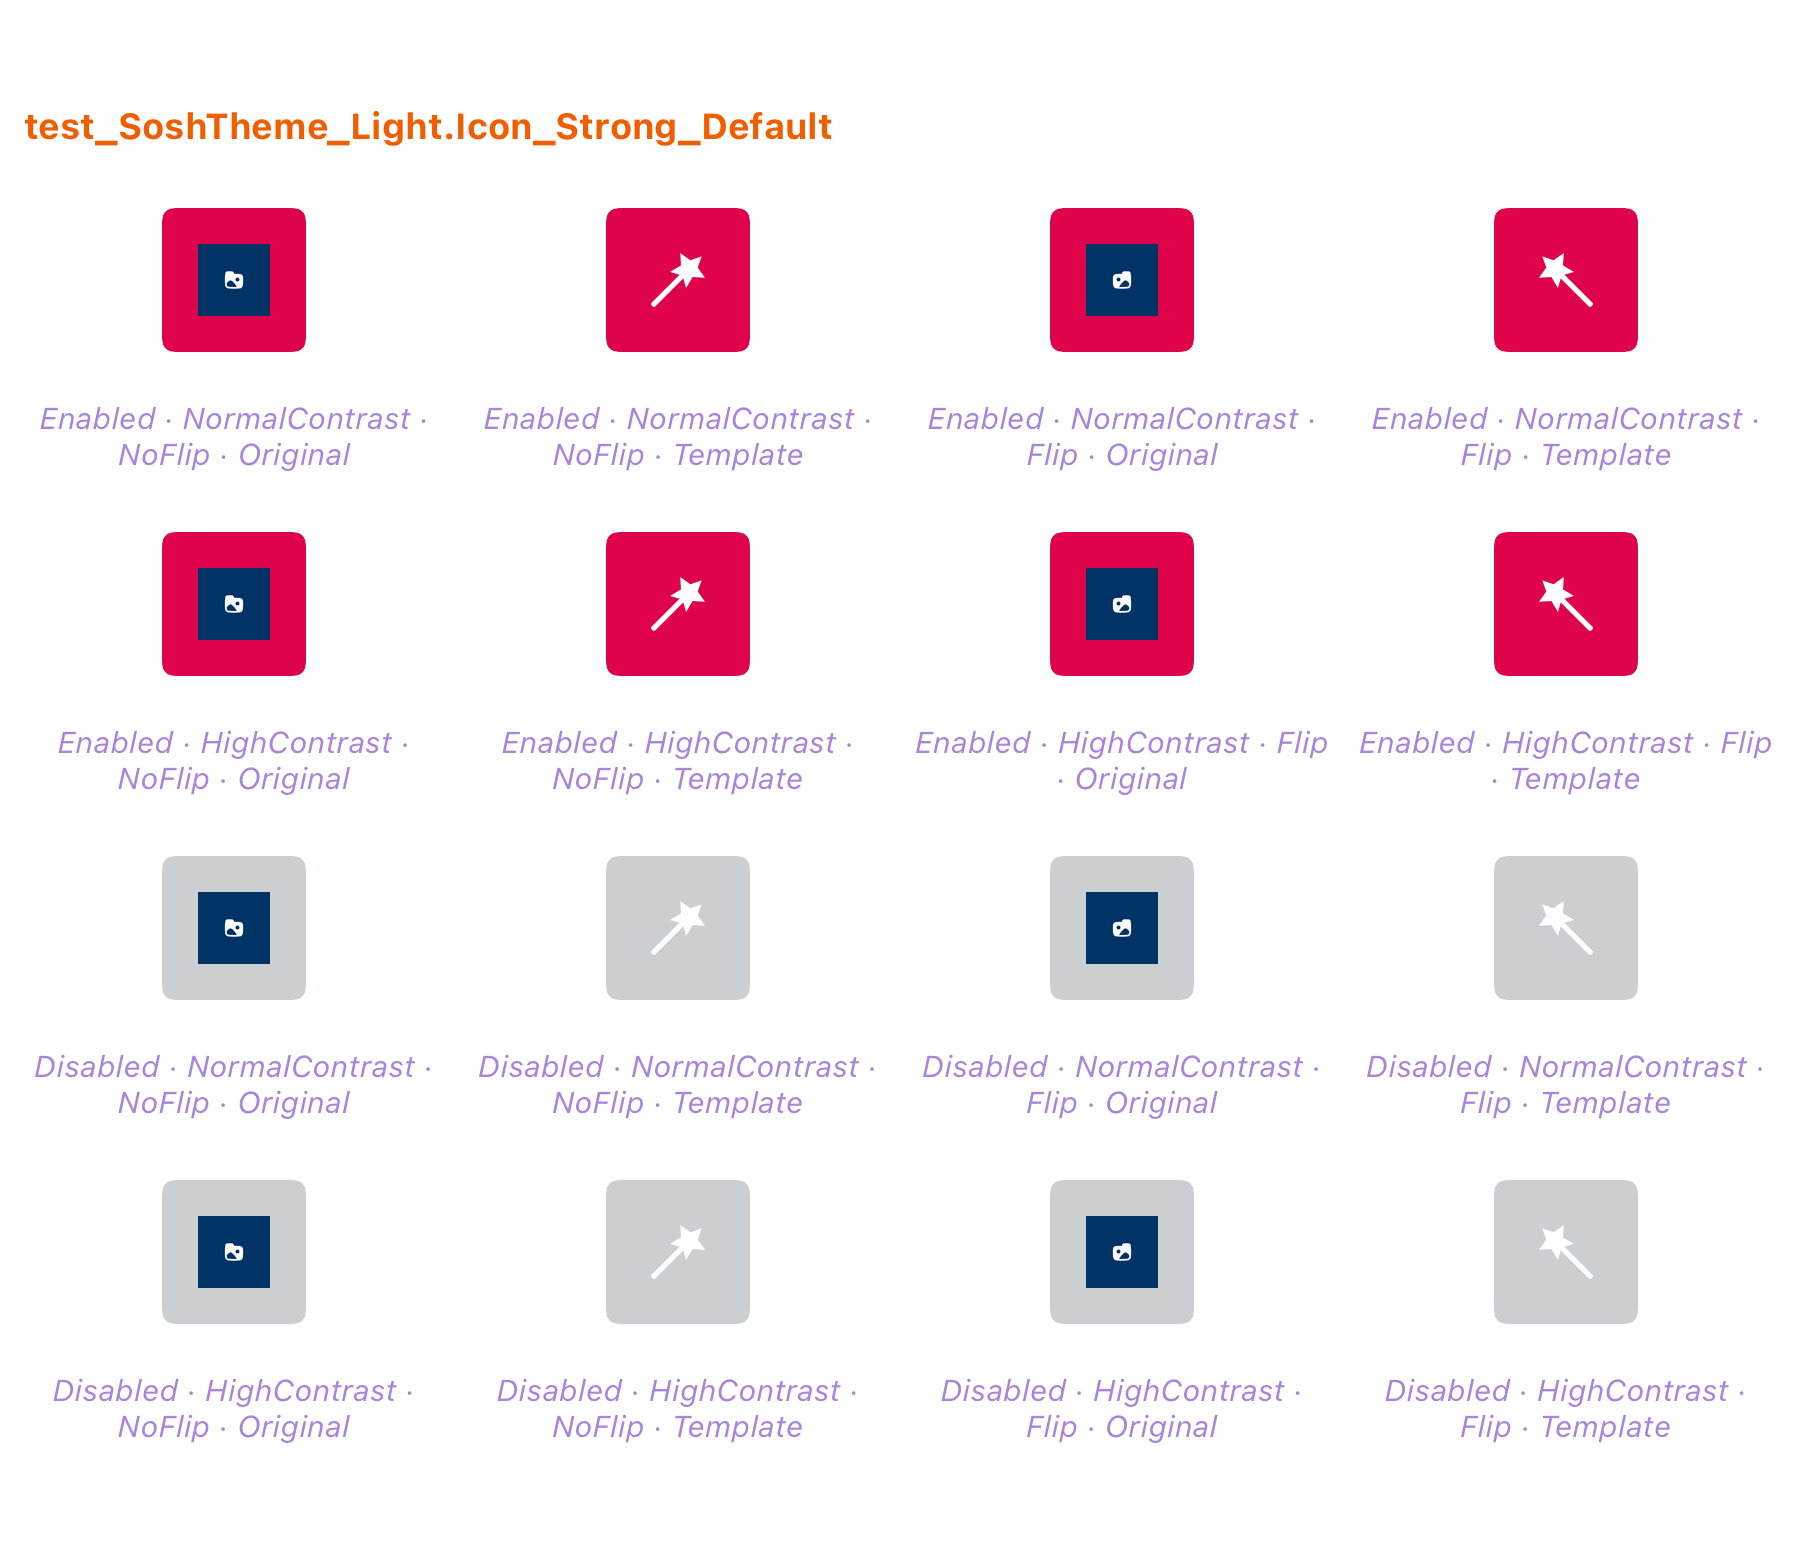 test_SoshTheme_Light.Icon_Strong_Default
Enabled · NormalContrast ·
NoFlip · Original
Enabled · NormalContrast ·
NoFlip · Template
Enabled · NormalContrast ·
Flip · Original
Enabled · NormalContrast ·
Flip · Template
Enabled · HighContrast ·
NoFlip · Original
Enabled · HighContrast ·
NoFlip · Template
Enabled · HighContrast · Flip
· Original
Enabled · HighContrast · Flip
· Template
Disabled · NormalContrast ·
NoFlip · Original
Disabled · NormalContrast ·
NoFlip · Template
Disabled · NormalContrast ·
Flip · Original
Disabled · NormalContrast ·
Flip · Template
Disabled · HighContrast ·
NoFlip · Original
Disabled · HighContrast ·
NoFlip · Template
Disabled · HighContrast ·
Flip · Original
Disabled · HighContrast ·
Flip · Template